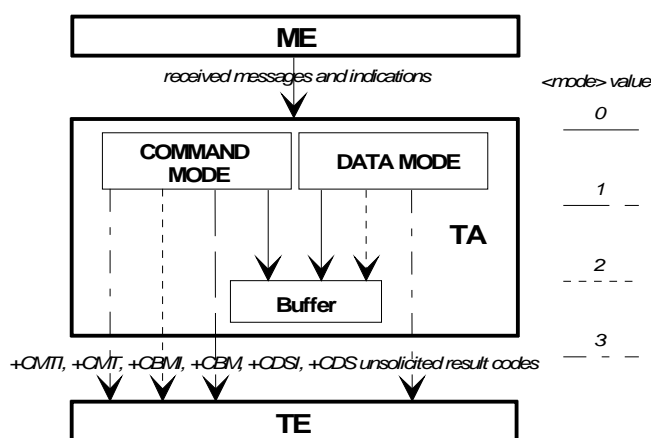 ME
received messages and indications
<mode> value
0
COMMAND
MODE
DATA MODE
1
TA
2
Buffer
3
+CMTI, +CMT, +CBMI, +CBM, +CDSI, +CDS unsolicited result codes
TE